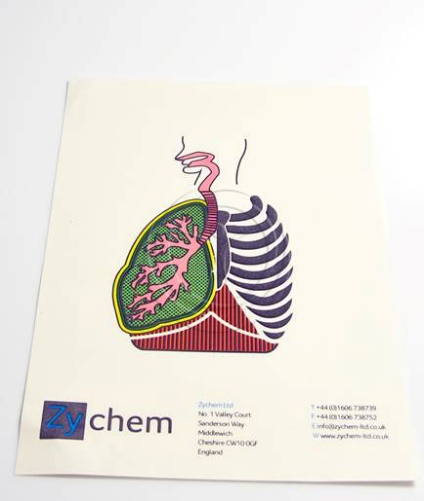 Zychem
Zychem Ltd
No. 1 Valley Court
Sanderson Way
Middlewich
Cheshire CW10 0GF
England
T +44 (0)1606 738739
F +44 (0)1606 738752
E info@zychem-ltd.co.uk
W www.zychem-ltd.co.uk